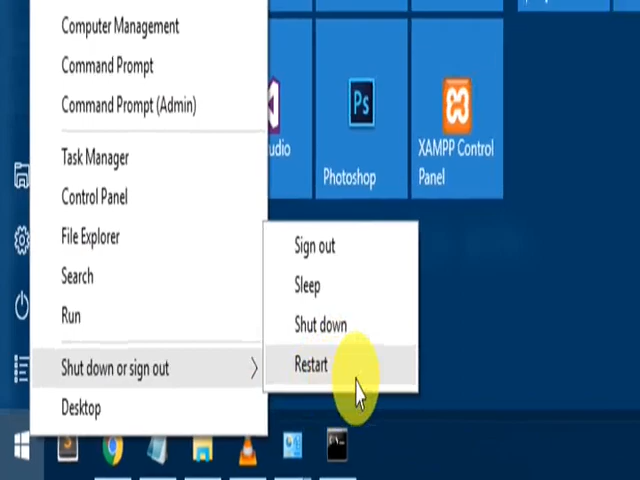 Computer Management
Command Prompt
Command Prompt (Admin)
Task Manager
Control Panel
File Explorer
Search
Run
Shut down or sign out
Desktop
Sign out
Sleep
Shut down
Restart
udio
Ps
Photoshop
XAMPP Control
Panel